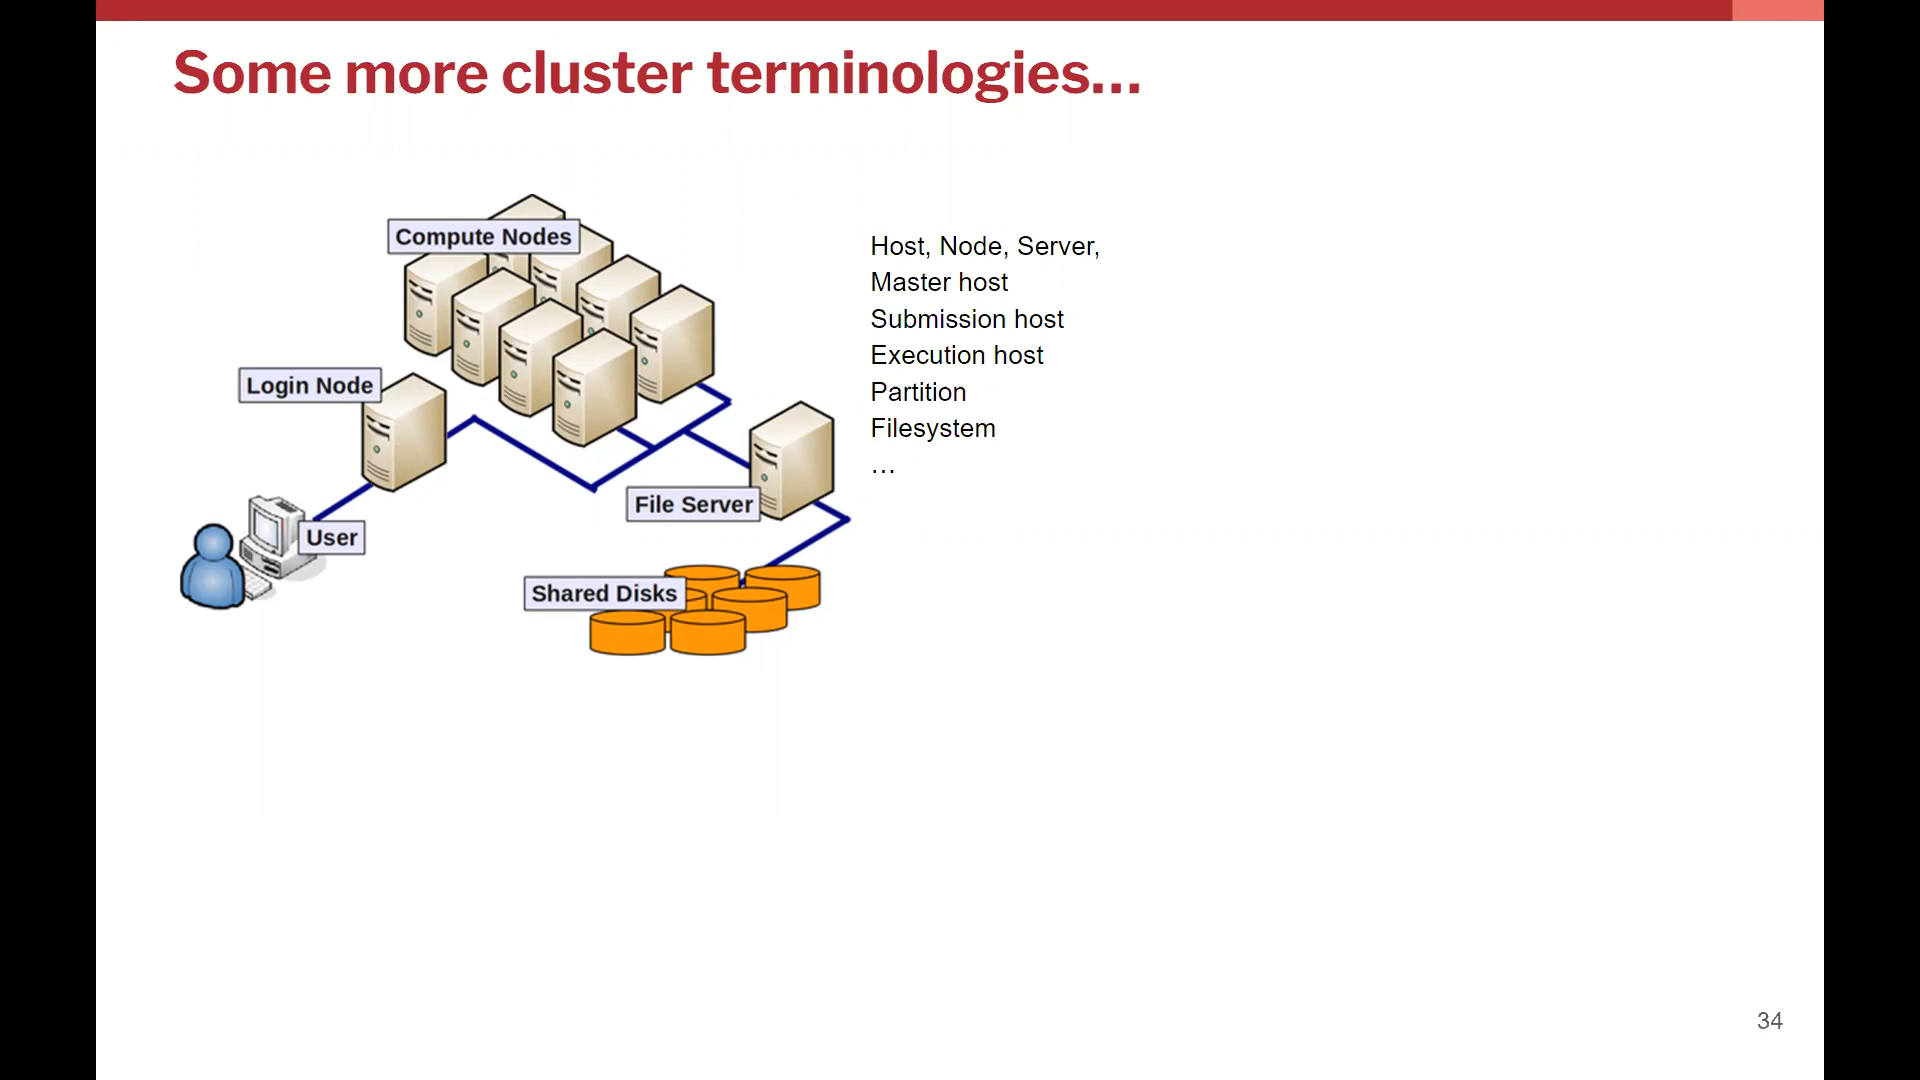 Some more cluster terminologies...
Compute Nodes
Login Node
User
File Server
Shared Disks
Host, Node, Server,
Master host
Submission host
Execution host
Partition
Filesystem
…
34